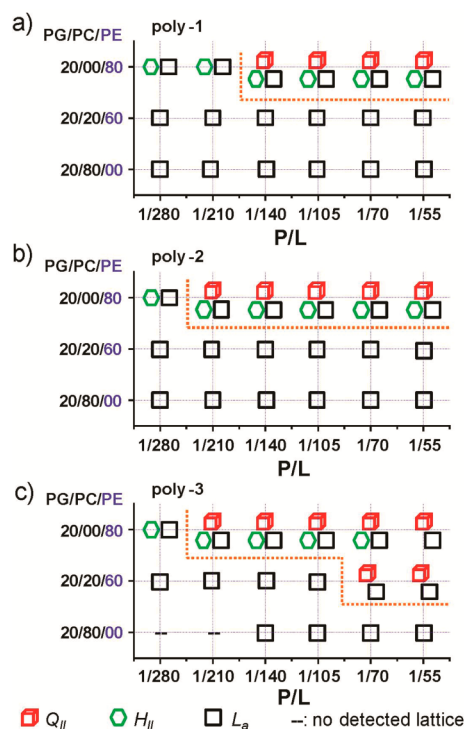 a) poly -1
PG/PC/PE
20/00/80
20/20/60
20/80/00
1/280 1/210 1/140 1/105 1/70 1/55
P/L
b) poly -2
PG/PC/PE
20/00/80
20/20/60
20/80/00
1/280 1/210 1/140 1/105 1/70 1/55
P/L
c) poly -3
PG/PC/PE
20/00/80
20/20/60
20/80/00
1/280 1/210 1/140 1/105 1/70 1/55
P/L
Q_II H_II L_a --: no detected lattice